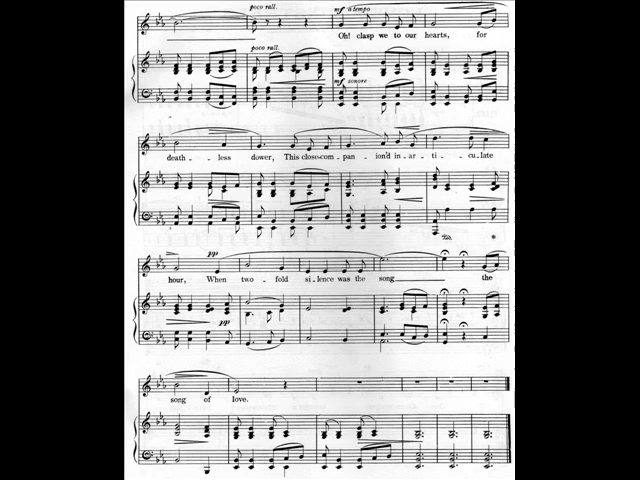 poco rall. mf a tempo
Oh! clasp we to our hearts, for
poco rall.
mf sonoro
death - less dower, This close-com - pan - ion'd in - ar - ti - cu - late
Ped. *
pp
hour, When two - fold si - lence was the song the
pp
song of love.